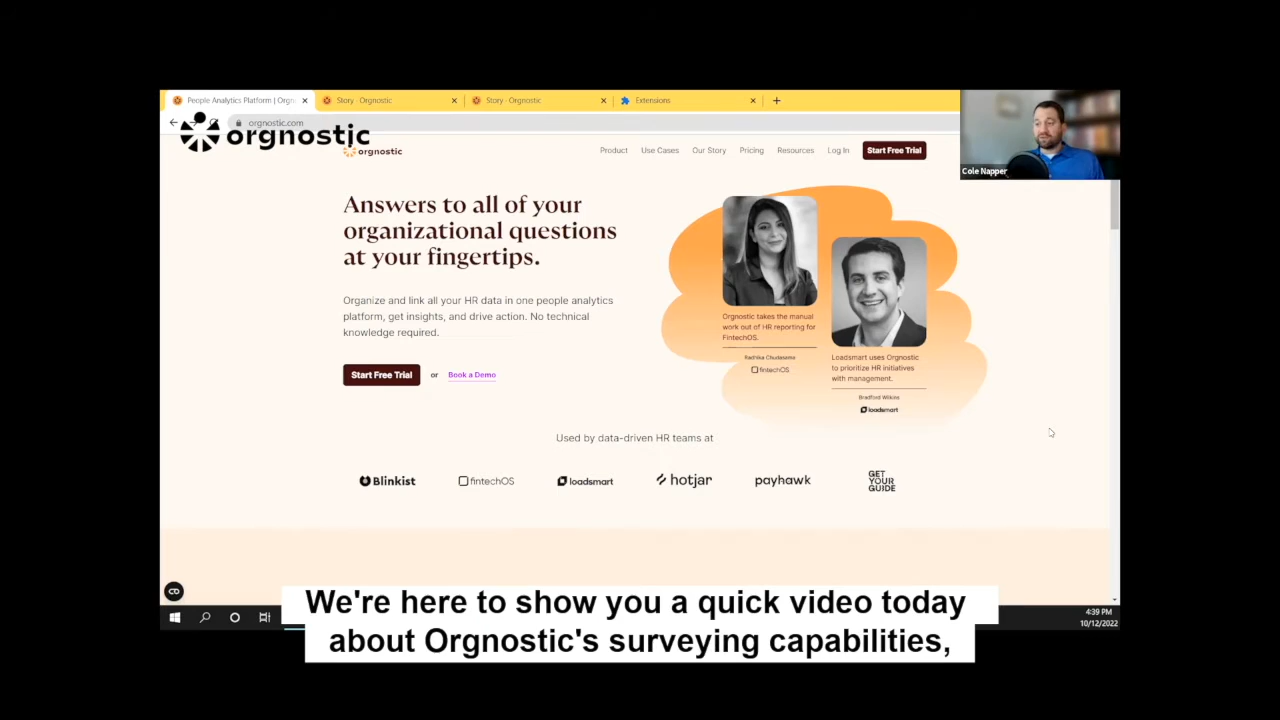 People Analytics Platform | Orgn
Story · Orgnostic
Story · Orgnostic
Extensions
orgnostic.com
orgnostic
orgnostic
Product
Use Cases
Our Story
Pricing
Resources
Log In
Start Free Trial
Cole Napper
Answers to all of your
organizational questions
at your fingertips.
Organize and link all your HR data in one people analytics
platform, get insights, and drive action. No technical
knowledge required.
Start Free Trial
or
Book a Demo
Orgnostic takes the manual
work out of HR reporting for
FintechOS.
Radhika Chudasama
fintechOS
Loadsmart uses Orgnostic
to prioritize HR initiatives
with management.
Bradford Wilkins
loadsmart
Used by data-driven HR teams at
Blinkist
fintechOS
loadsmart
hotjar
payhawk
GET
YOUR
GUIDE
4:39 PM
10/12/2022
We're here to show you a quick video today
about Orgnostic's surveying capabilities,